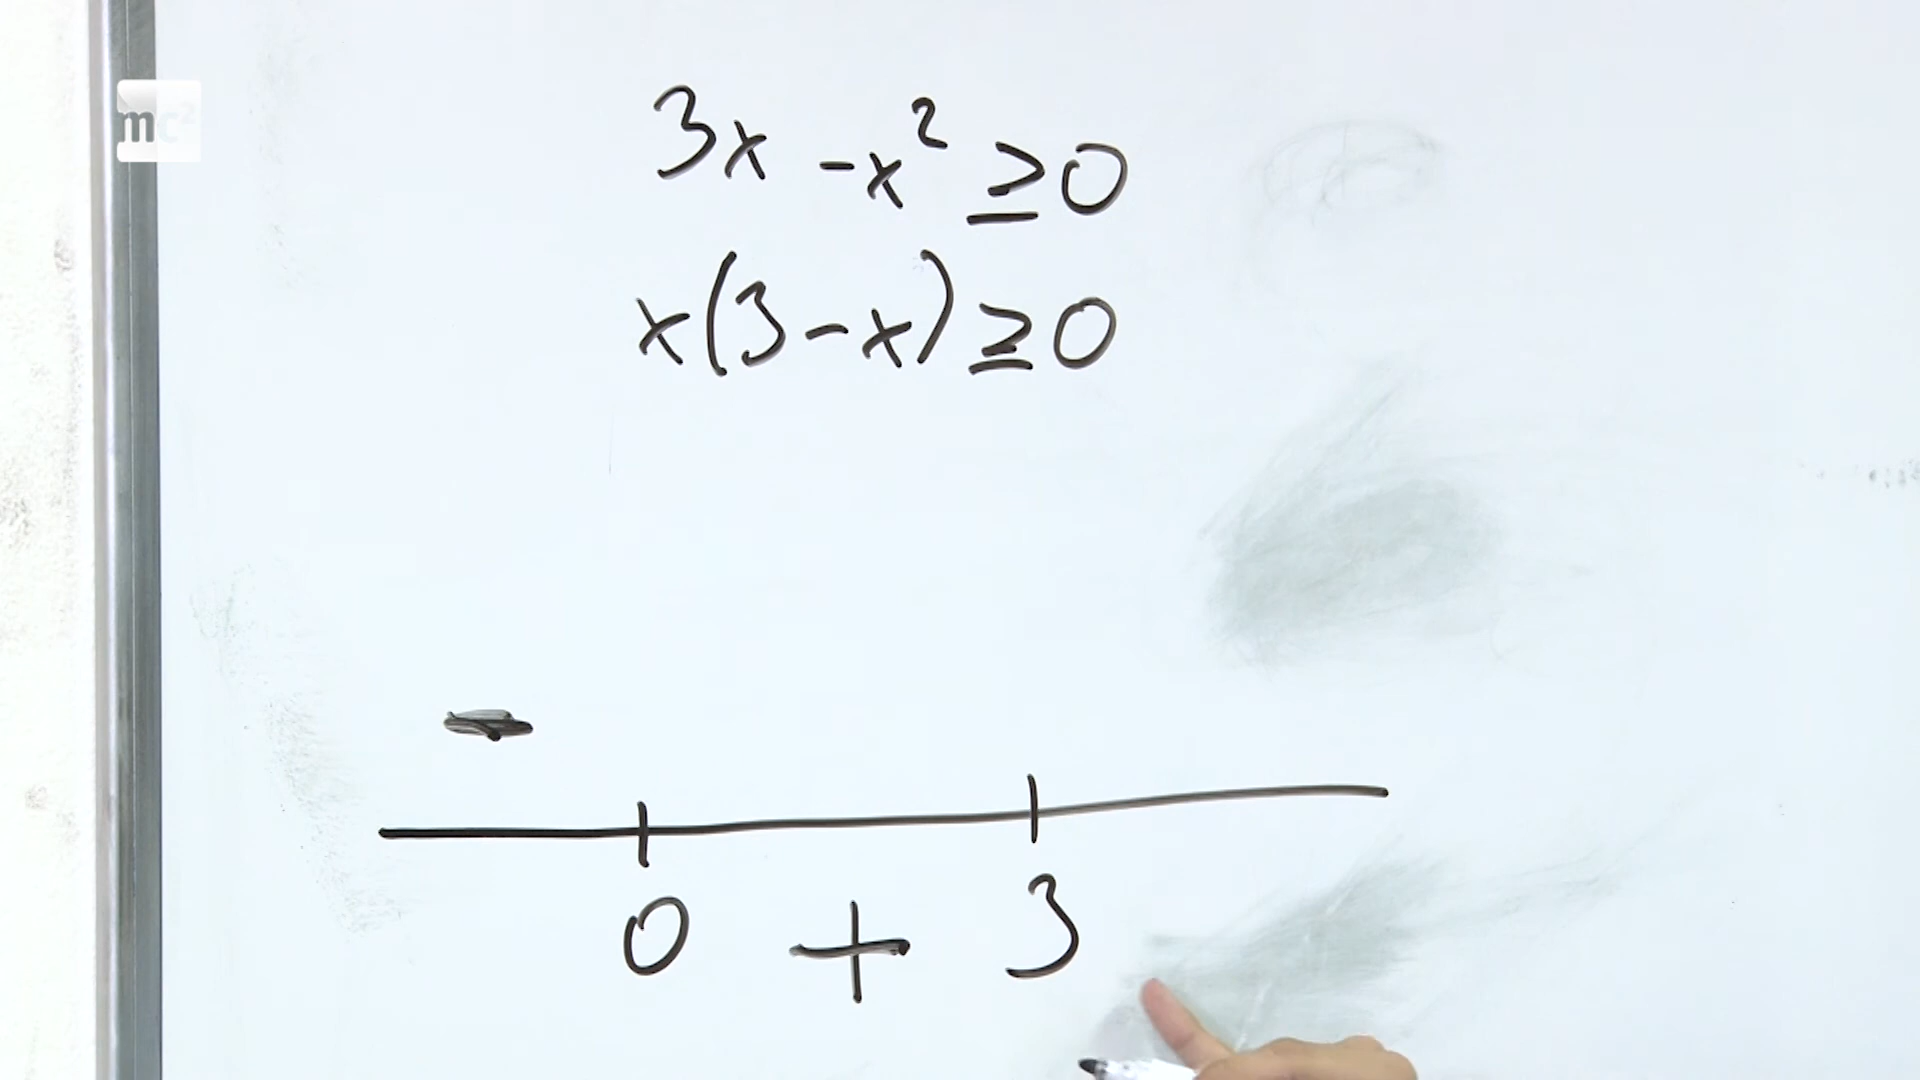 mc²
3x -x² ≥0
x(3-x)≥0
-
0 + 3